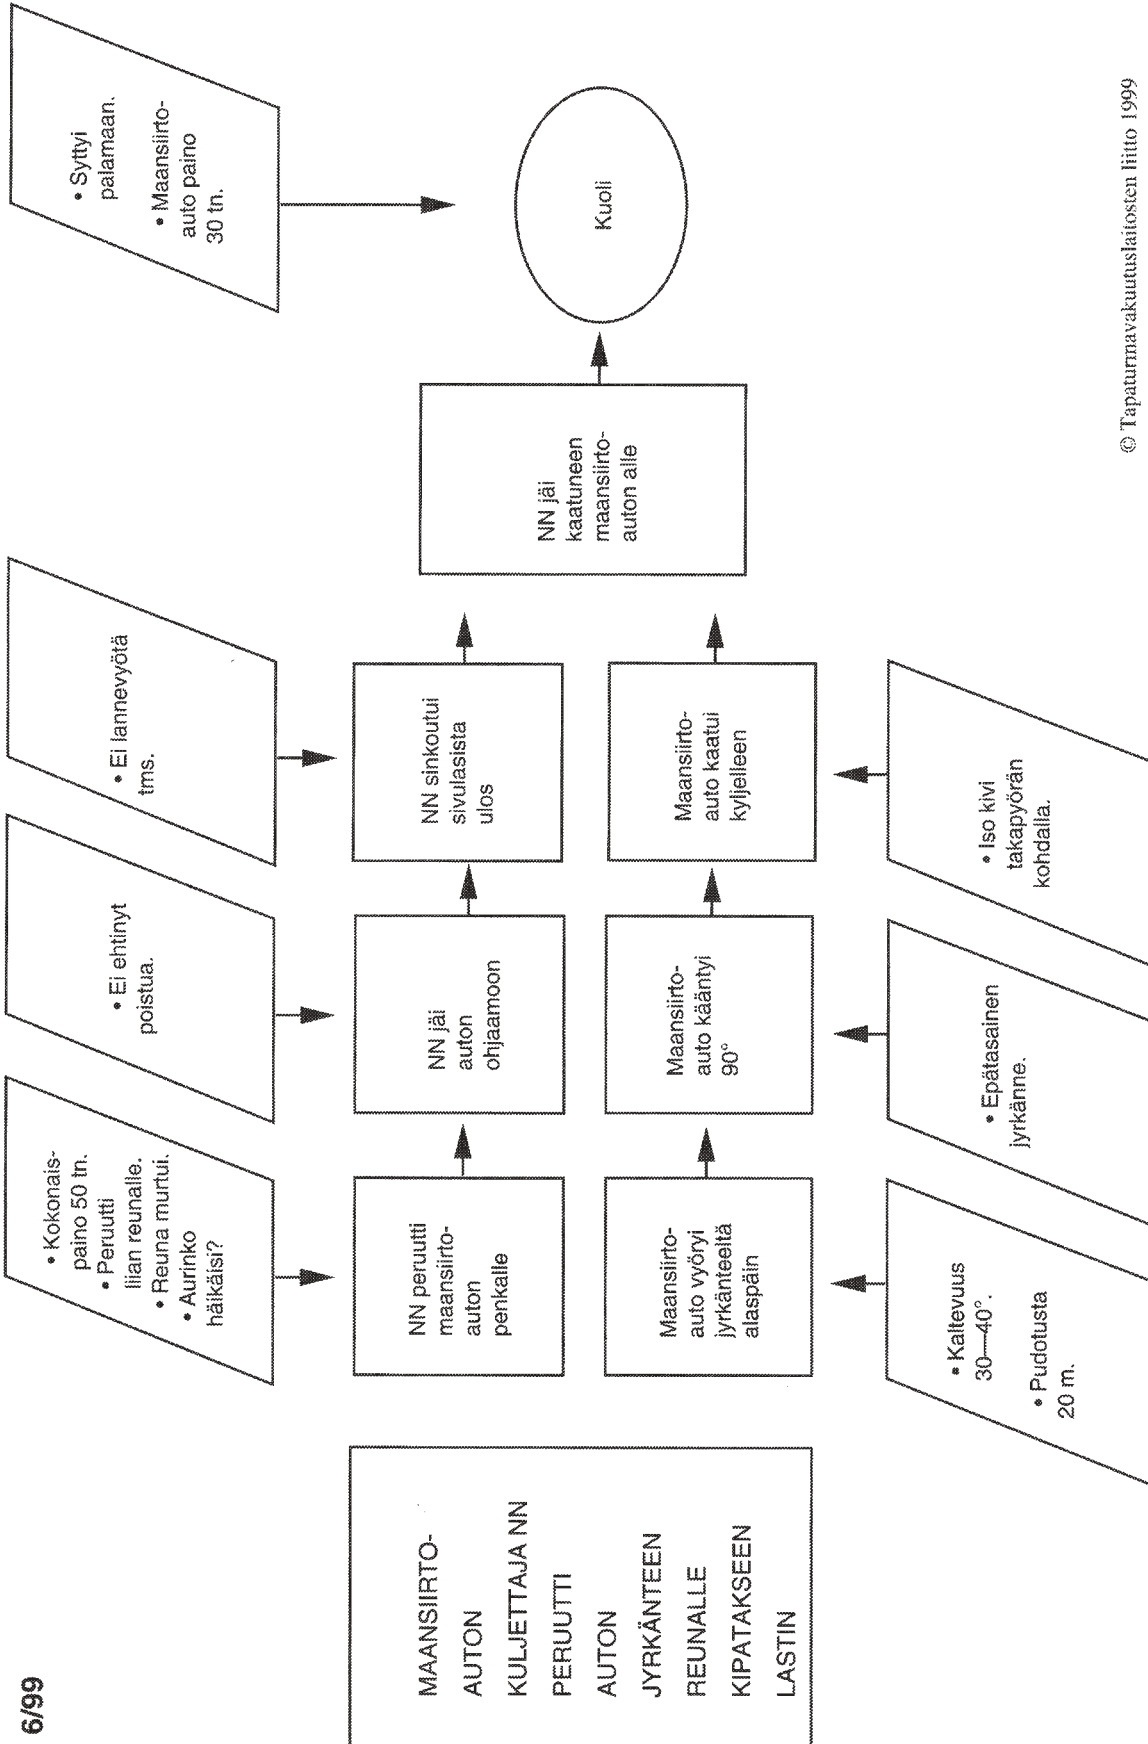 6/99
MAANSIIRTO-
AUTON
KULJETTAJA NN
PERUUTTI
AUTON
JYRKÄNTEEN
REUNALLE
KIPATAKSEEN
LASTIN
• Kokonais-
paino 50 tn.
• Peruutti
liian reunalle.
• Reuna murtui.
• Aurinko
häikäisi?
NN peruutti
maansiirto-
auton
penkalle
Maansiirto-
auto vyöryi
jyrkänteeltä
alaspäin
• Kaltevuus
30—40°.
• Pudotusta
20 m.
• Ei ehtinyt
poistua.
NN jäi
auton
ohjaamoon
Maansiirto-
auto kääntyi
90°
• Epätasainen
jyrkänne.
• Ei lannevyötä
tms.
NN sinkoutui
sivulasista
ulos
Maansiirto-
auto kaatui
kyljelleen
• Iso kivi
takapyörän
kohdalla.
NN jäi
kaatuneen
maansiirto-
auton alle
• Syttyi
palamaan.
• Maansiirto-
auto paino
30 tn.
Kuoli
© Tapaturmavakuutuslaitosten liitto 1999